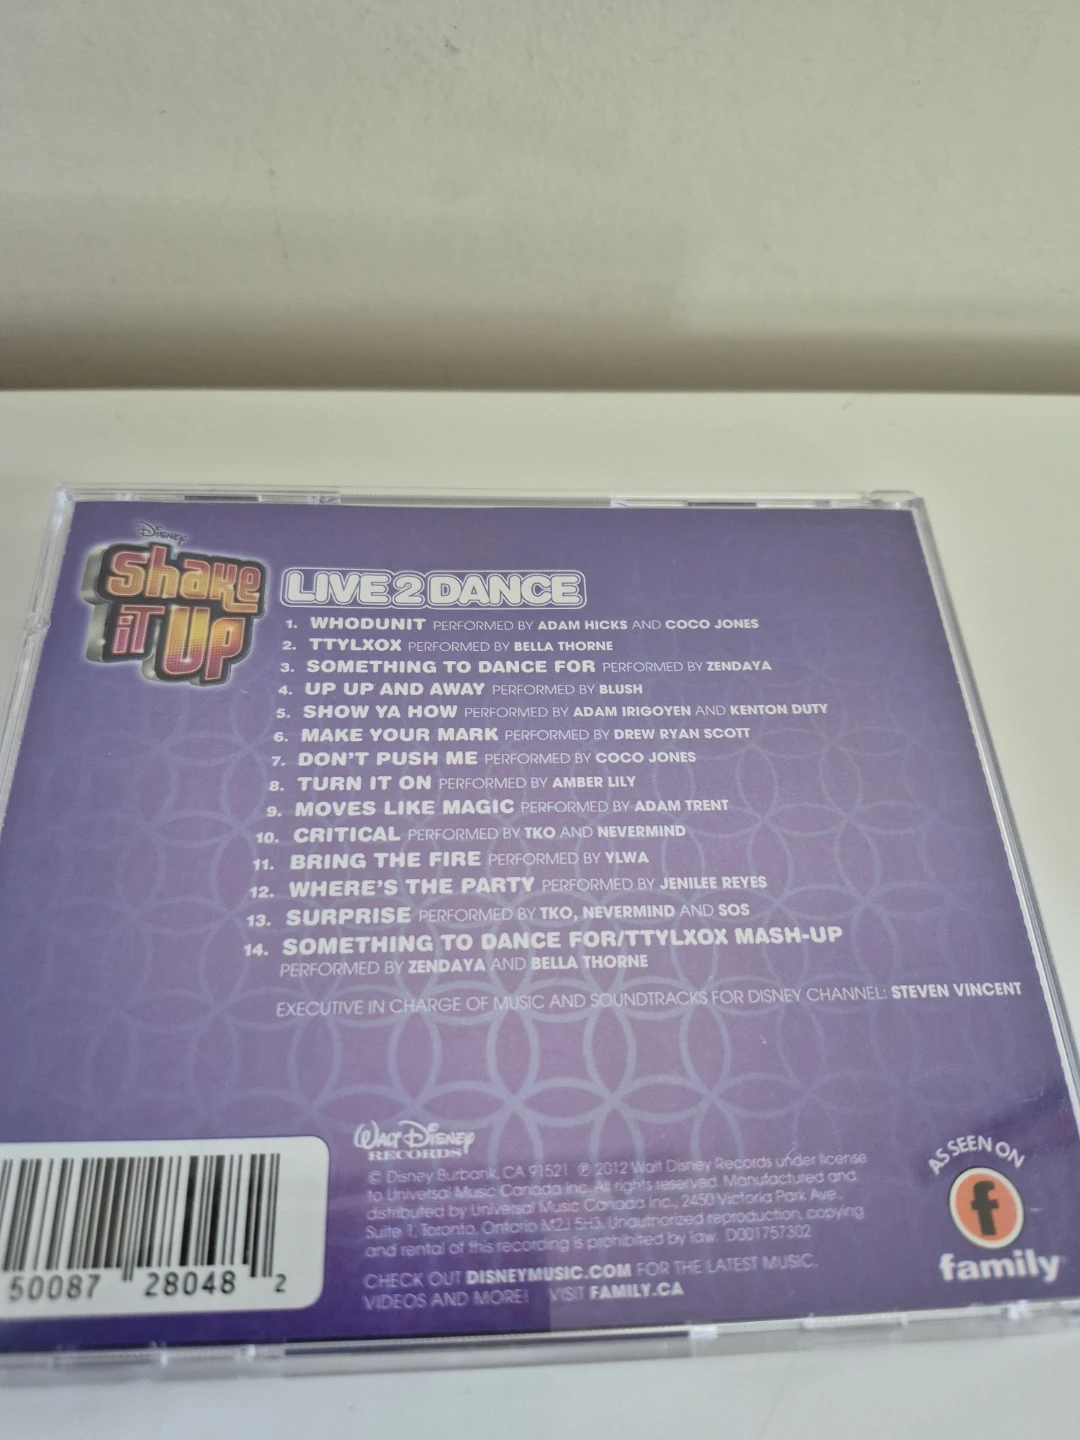 Disney
Shake
it Up
LIVE2DANCE
1. WHODUNIT PERFORMED BY ADAM HICKS AND COCO JONES
2. TTYLXOX PERFORMED BY BELLA THORNE
3. SOMETHING TO DANCE FOR PERFORMED BY ZENDAYA
4. UP UP AND AWAY PERFORMED BY BLUSH
5. SHOW YA HOW PERFORMED BY ADAM IRIGOYEN AND KENTON DUTY
6. MAKE YOUR MARK PERFORMED BY DREW RYAN SCOTT
7. DON'T PUSH ME PERFORMED BY COCO JONES
8. TURN IT ON PERFORMED BY AMBER LILY
9. MOVES LIKE MAGIC PERFORMED BY ADAM TRENT
10. CRITICAL PERFORMED BY TKO AND NEVERMIND
11. BRING THE FIRE PERFORMED BY YLWA
12. WHERE'S THE PARTY PERFORMED BY JENILEE REYES
13. SURPRISE PERFORMED BY TKO, NEVERMIND AND SOS
14. SOMETHING TO DANCE FOR/TTYLXOX MASH-UP
PERFORMED BY ZENDAYA AND BELLA THORNE
EXECUTIVE IN CHARGE OF MUSIC AND SOUNDTRACKS FOR DISNEY CHANNEL: STEVEN VINCENT
WALT DISNEY
RECORDS
© Disney Burbank, CA 91521 ℗ 2012 Walt Disney Records under license
to Universal Music Canada Inc. All rights reserved. Manufactured and
distributed by Universal Music Canada Inc., 2450 Victoria Park Ave.,
Suite 1, Toronto, Ontario M2J 5H3. Unauthorized reproduction, copying
and rental of this recording is prohibited by law. D001757302
CHECK OUT DISNEYMUSIC.COM FOR THE LATEST MUSIC,
VIDEOS AND MORE! VISIT FAMILY.CA
AS SEEN ON
f
family
50087 28048 2